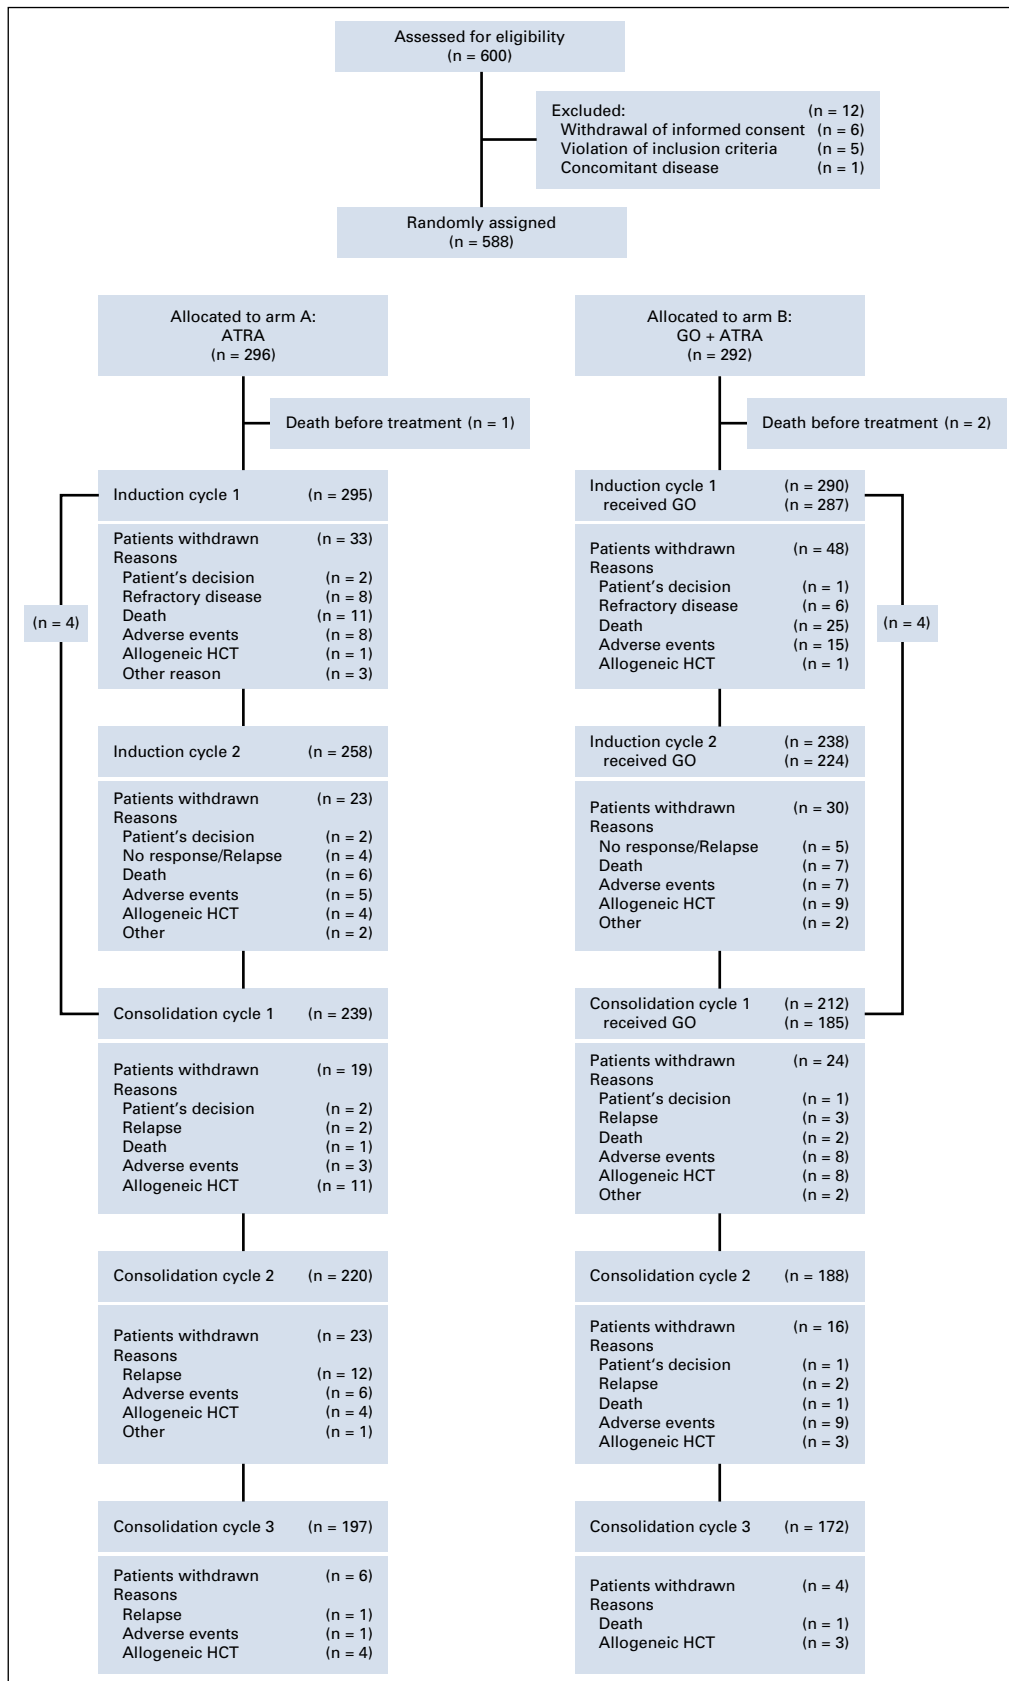 Assessed for eligibility
(n = 600)
Excluded: (n = 12)
Withdrawal of informed consent (n = 6)
Violation of inclusion criteria (n = 5)
Concomitant disease (n = 1)
Randomly assigned
(n = 588)
Allocated to arm A:
ATRA
(n = 296)
Death before treatment (n = 1)
Induction cycle 1 (n = 295)
Patients withdrawn (n = 33)
Reasons
Patient's decision (n = 2)
Refractory disease (n = 8)
Death (n = 11)
Adverse events (n = 8)
Allogeneic HCT (n = 1)
Other reason (n = 3)
(n = 4)
Induction cycle 2 (n = 258)
Patients withdrawn (n = 23)
Reasons
Patient's decision (n = 2)
No response/Relapse (n = 4)
Death (n = 6)
Adverse events (n = 5)
Allogeneic HCT (n = 4)
Other (n = 2)
Consolidation cycle 1 (n = 239)
Patients withdrawn (n = 19)
Reasons
Patient's decision (n = 2)
Relapse (n = 2)
Death (n = 1)
Adverse events (n = 3)
Allogeneic HCT (n = 11)
Consolidation cycle 2 (n = 220)
Patients withdrawn (n = 23)
Reasons
Relapse (n = 12)
Adverse events (n = 6)
Allogeneic HCT (n = 4)
Other (n = 1)
Consolidation cycle 3 (n = 197)
Patients withdrawn (n = 6)
Reasons
Relapse (n = 1)
Adverse events (n = 1)
Allogeneic HCT (n = 4)
Allocated to arm B:
GO + ATRA
(n = 292)
Death before treatment (n = 2)
Induction cycle 1 (n = 290)
received GO (n = 287)
Patients withdrawn (n = 48)
Reasons
Patient's decision (n = 1)
Refractory disease (n = 6)
Death (n = 25)
Adverse events (n = 15)
Allogeneic HCT (n = 1)
(n = 4)
Induction cycle 2 (n = 238)
received GO (n = 224)
Patients withdrawn (n = 30)
Reasons
No response/Relapse (n = 5)
Death (n = 7)
Adverse events (n = 7)
Allogeneic HCT (n = 9)
Other (n = 2)
Consolidation cycle 1 (n = 212)
received GO (n = 185)
Patients withdrawn (n = 24)
Reasons
Patient's decision (n = 1)
Relapse (n = 3)
Death (n = 2)
Adverse events (n = 8)
Allogeneic HCT (n = 8)
Other (n = 2)
Consolidation cycle 2 (n = 188)
Patients withdrawn (n = 16)
Reasons
Patient's decision (n = 1)
Relapse (n = 2)
Death (n = 1)
Adverse events (n = 9)
Allogeneic HCT (n = 3)
Consolidation cycle 3 (n = 172)
Patients withdrawn (n = 4)
Reasons
Death (n = 1)
Allogeneic HCT (n = 3)